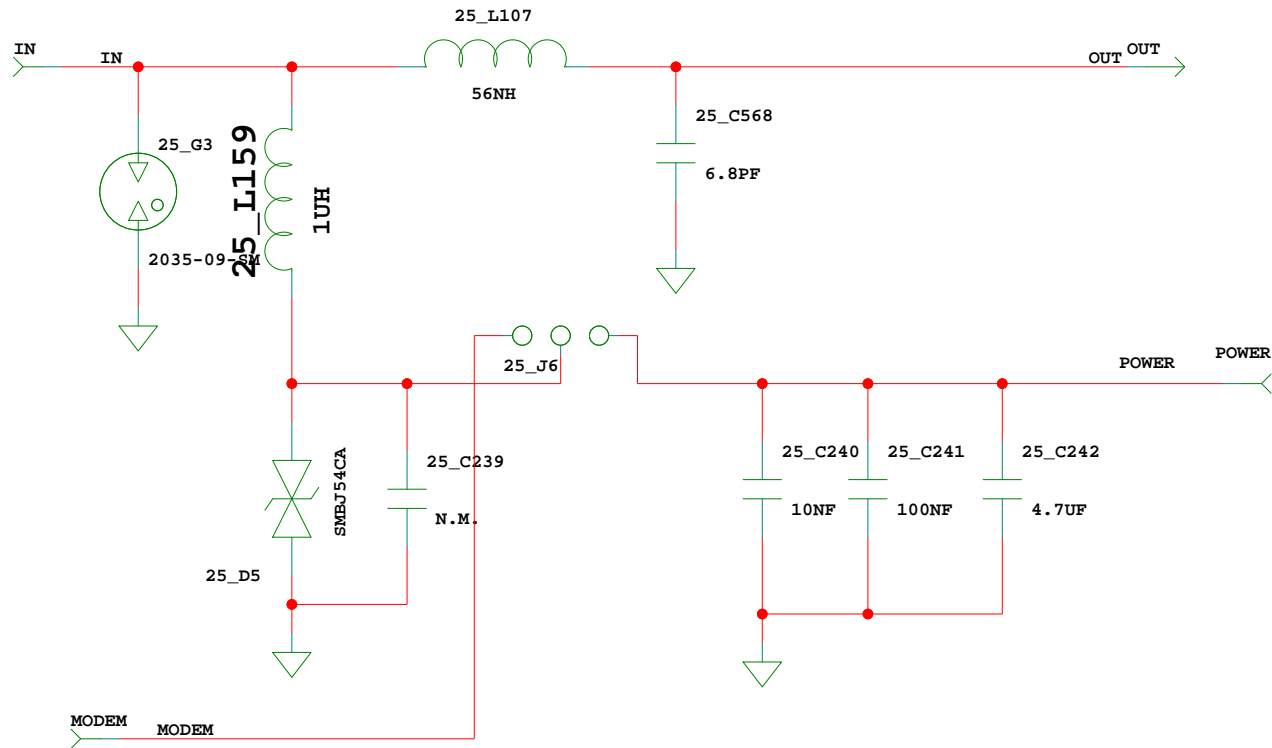 25_L107
IN
IN
OUT
OUT
56NH
25_C568
25_G3
25_L159
1UH
6.8PF
2035-09-SM
25_J6
POWER
POWER
25_C239
25_C240
25_C241
25_C242
SMBJ54CA
N.M.
10NF
100NF
4.7UF
25_D5
MODEM
MODEM